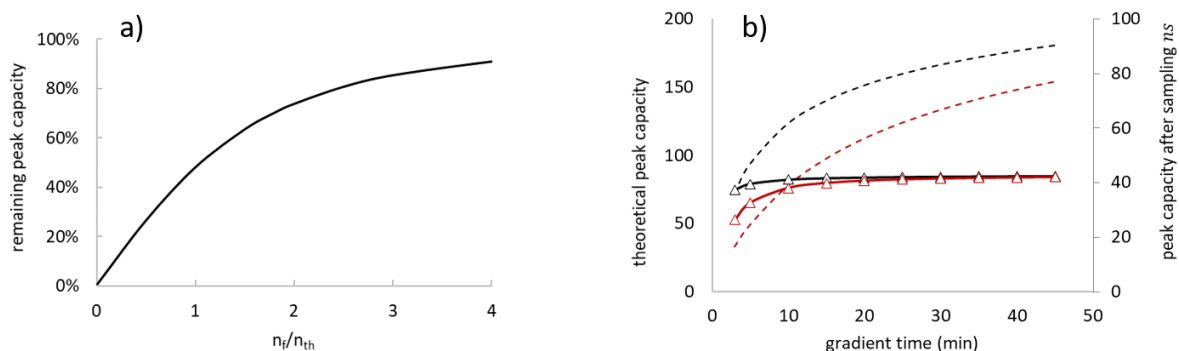 a)
100%
80%
60%
40%
20%
0%
remaining peak capacity
0 1 2 3 4
n_f/n_th
b)
200
150
100
50
0
theoretical peak capacity
100
80
60
40
20
0
peak capacity after sampling ns
0 10 20 30 40 50
gradient time (min)